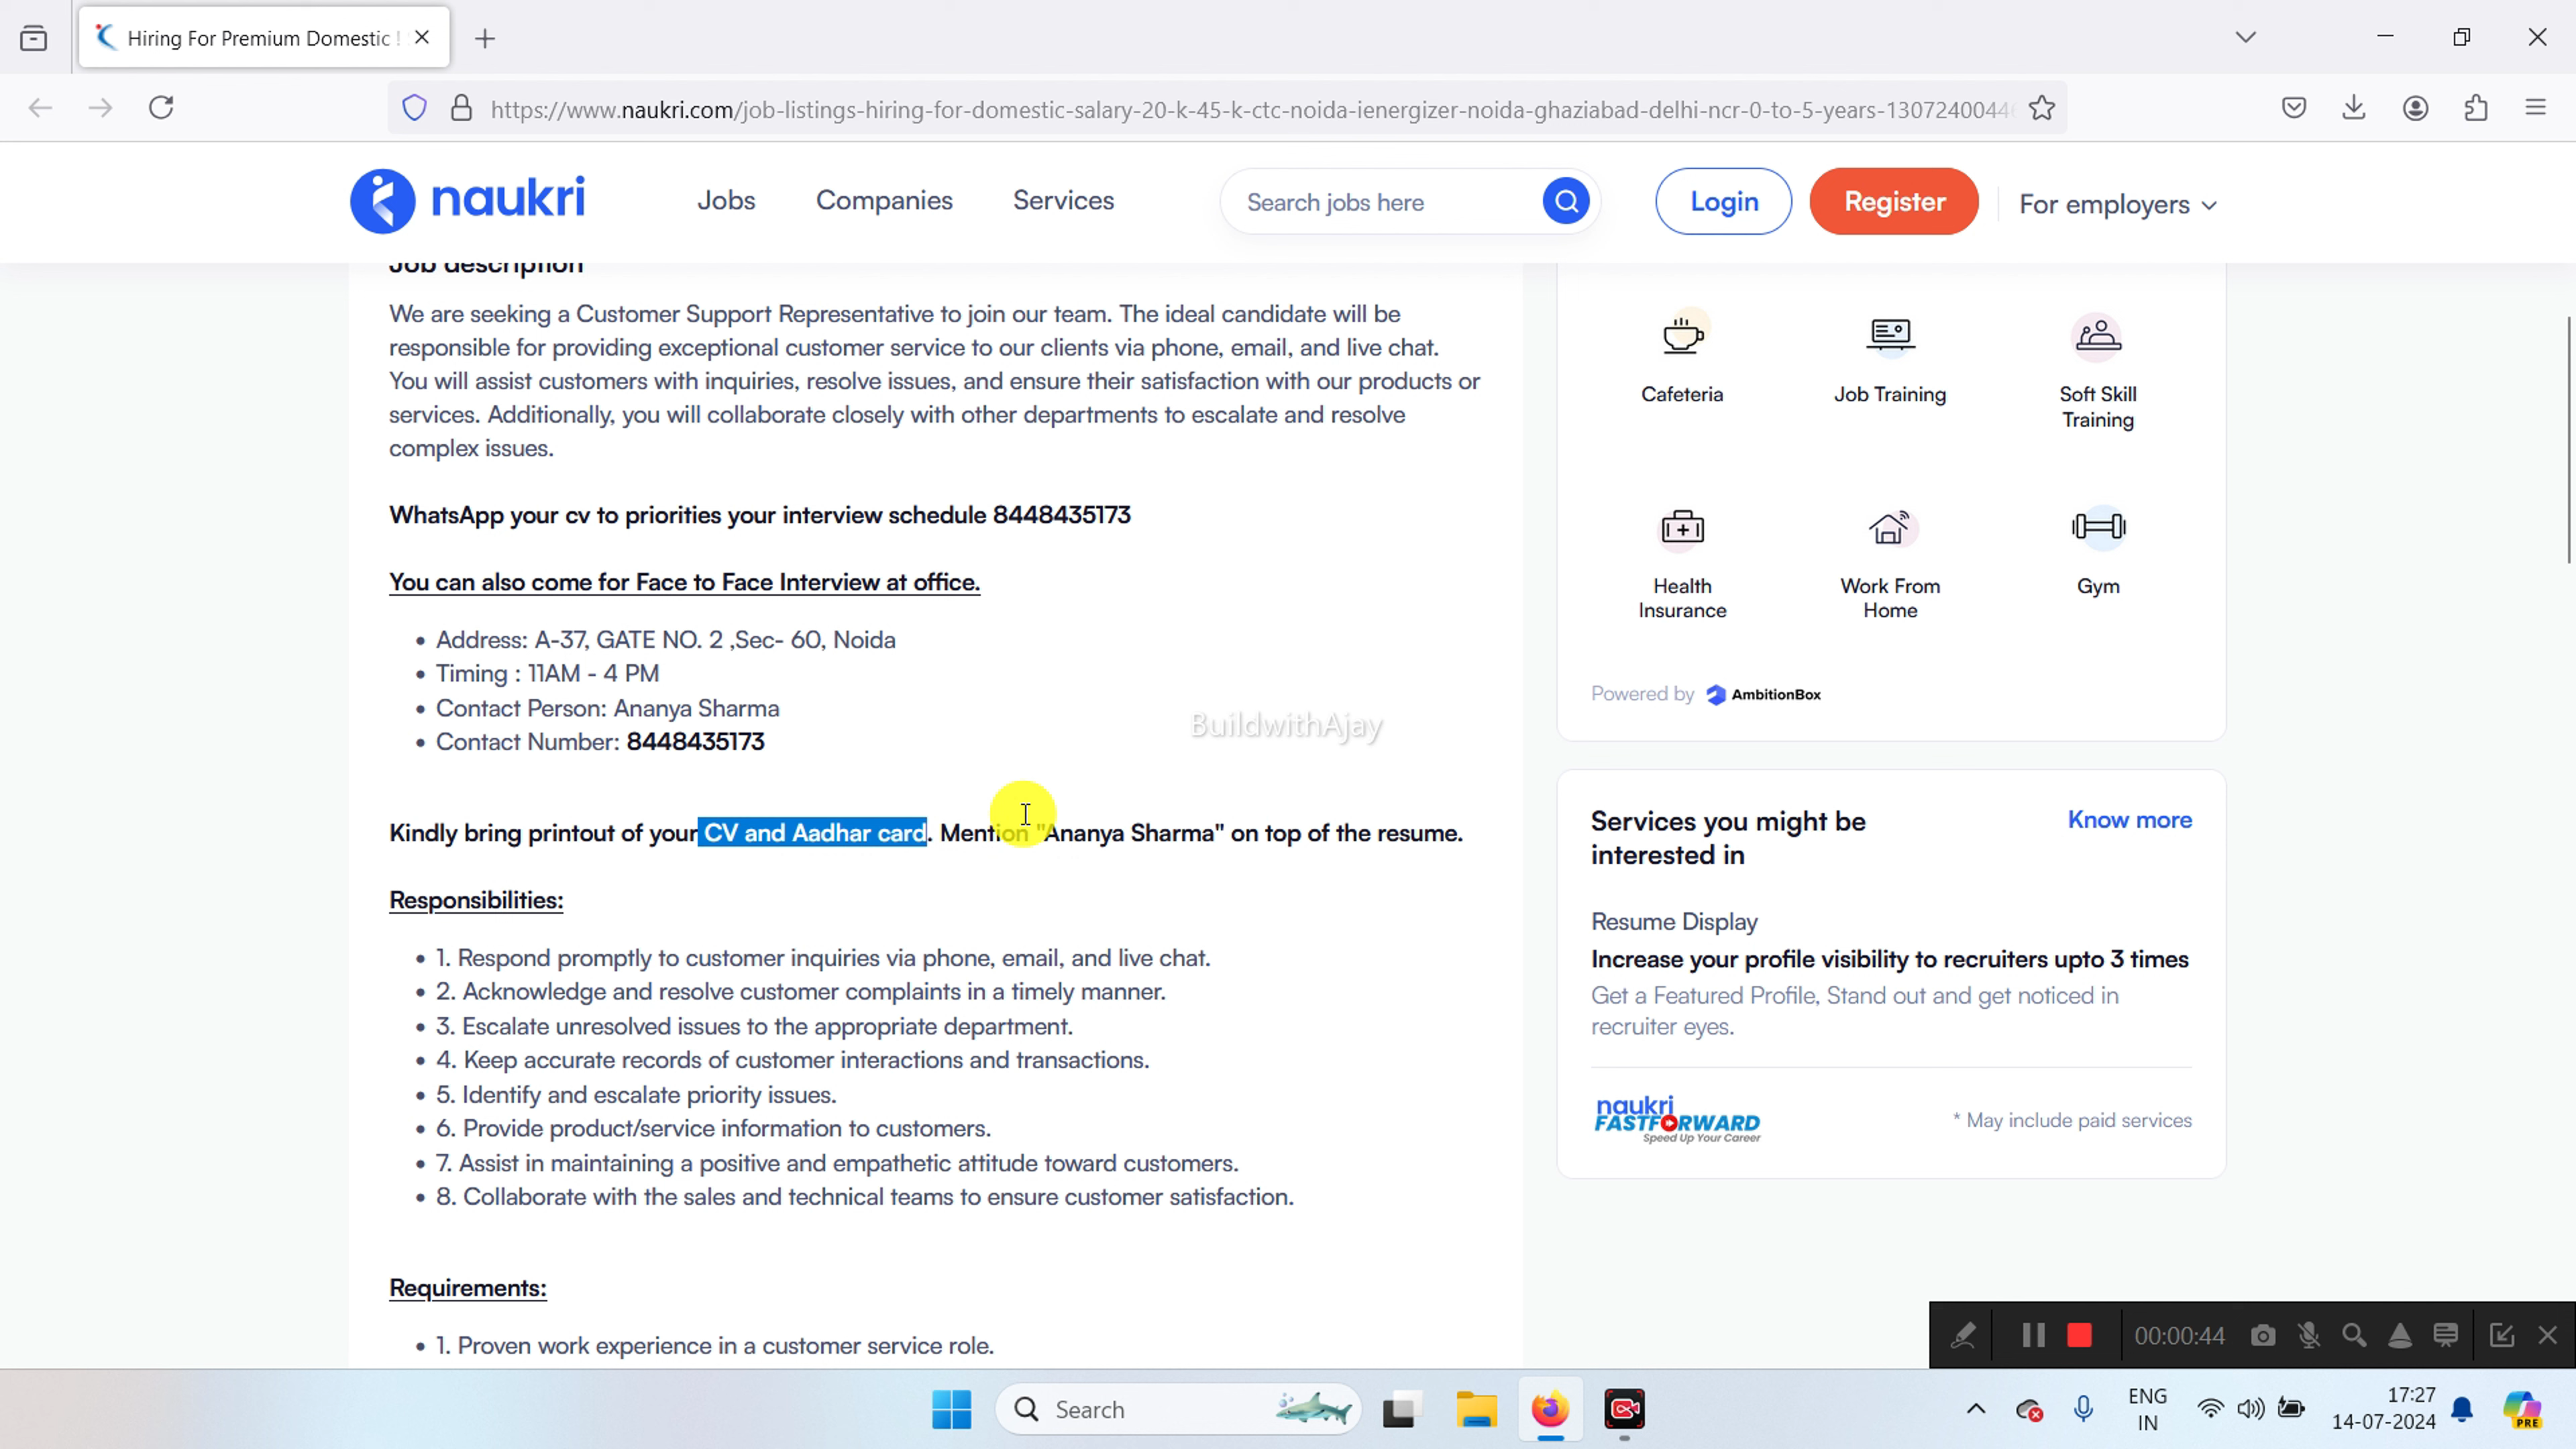 Hiring For Premium Domestic !
https://www.naukri.com/job-listings-hiring-for-domestic-salary-20-k-45-k-ctc-noida-ienergizer-noida-ghaziabad-delhi-ncr-0-to-5-years-130724004
naukri
Jobs
Companies
Services
Search jobs here
Login
Register
For employers
Job description
We are seeking a Customer Support Representative to join our team. The ideal candidate will be
responsible for providing exceptional customer service to our clients via phone, email, and live chat.
You will assist customers with inquiries, resolve issues, and ensure their satisfaction with our products or
services. Additionally, you will collaborate closely with other departments to escalate and resolve
complex issues.
WhatsApp your cv to priorities your interview schedule 8448435173
You can also come for Face to Face Interview at office.
• Address: A-37, GATE NO. 2 ,Sec- 60, Noida
• Timing : 11AM - 4 PM
• Contact Person: Ananya Sharma
• Contact Number: 8448435173
BuildwithAjay
Kindly bring printout of your CV and Aadhar card. Mention "Ananya Sharma" on top of the resume.
Responsibilities:
• 1. Respond promptly to customer inquiries via phone, email, and live chat.
• 2. Acknowledge and resolve customer complaints in a timely manner.
• 3. Escalate unresolved issues to the appropriate department.
• 4. Keep accurate records of customer interactions and transactions.
• 5. Identify and escalate priority issues.
• 6. Provide product/service information to customers.
• 7. Assist in maintaining a positive and empathetic attitude toward customers.
• 8. Collaborate with the sales and technical teams to ensure customer satisfaction.
Requirements:
• 1. Proven work experience in a customer service role.
Cafeteria
Job Training
Soft Skill
Training
Health
Insurance
Work From
Home
Gym
Powered by AmbitionBox
Services you might be
interested in
Know more
Resume Display
Increase your profile visibility to recruiters upto 3 times
Get a Featured Profile, Stand out and get noticed in
recruiter eyes.
naukri
FASTFORWARD
Speed Up Your Career
* May include paid services
00:00:44
Search
ENG
IN
17:27
14-07-2024
PRE